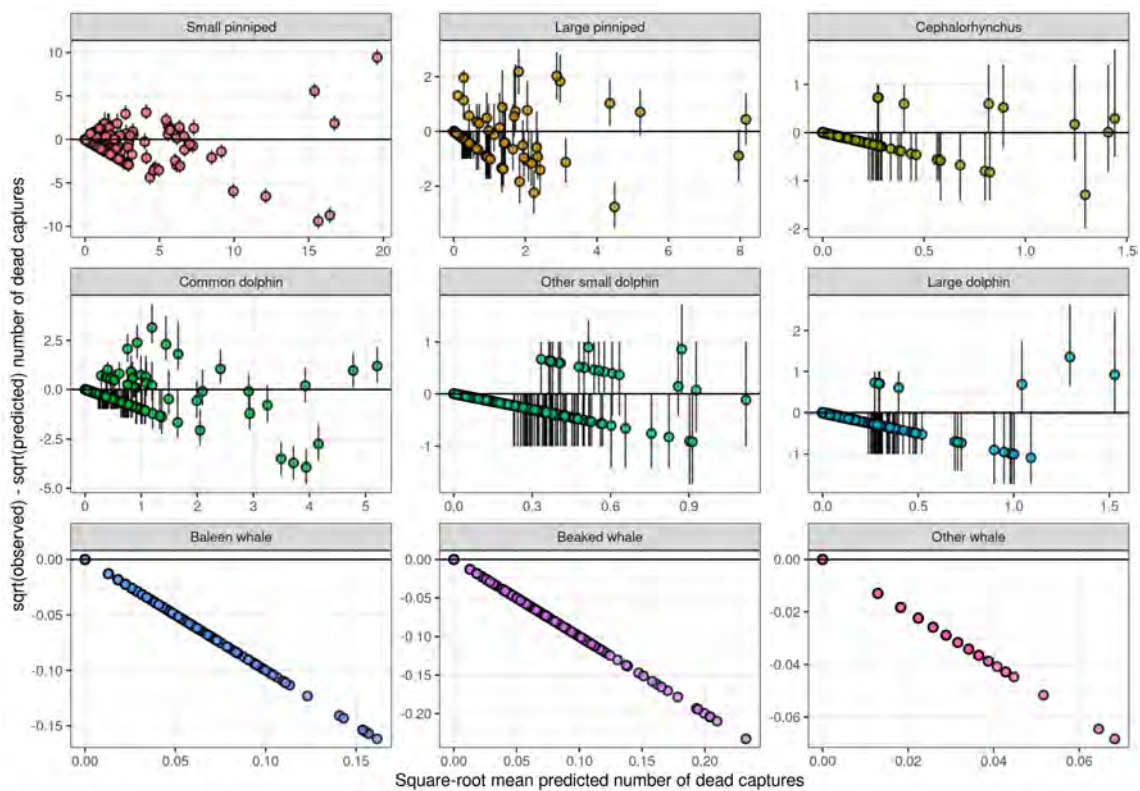 Small pinniped Large pinniped Cephalorhynchus
10 5 0 -5 -10
2 0 -2
1 0 -1 -2
0 5 10 15 20
0 2 4 6 8
0.0 0.5 1.0 1.5
Common dolphin Other small dolphin Large dolphin
2.5 0.0 -2.5 -5.0
1 0 -1
2 1 0 -1
0 1 2 3 4 5
0.0 0.3 0.6 0.9
0.0 0.5 1.0 1.5
Baleen whale Beaked whale Other whale
0.00 -0.05 -0.10 -0.15
0.00 -0.05 -0.10 -0.15 -0.20
0.00 -0.02 -0.04 -0.06
0.00 0.05 0.10 0.15
0.00 0.05 0.10 0.15 0.20
0.00 0.02 0.04 0.06
sqrt(observed) - sqrt(predicted) number of dead captures
Square-root mean predicted number of dead captures